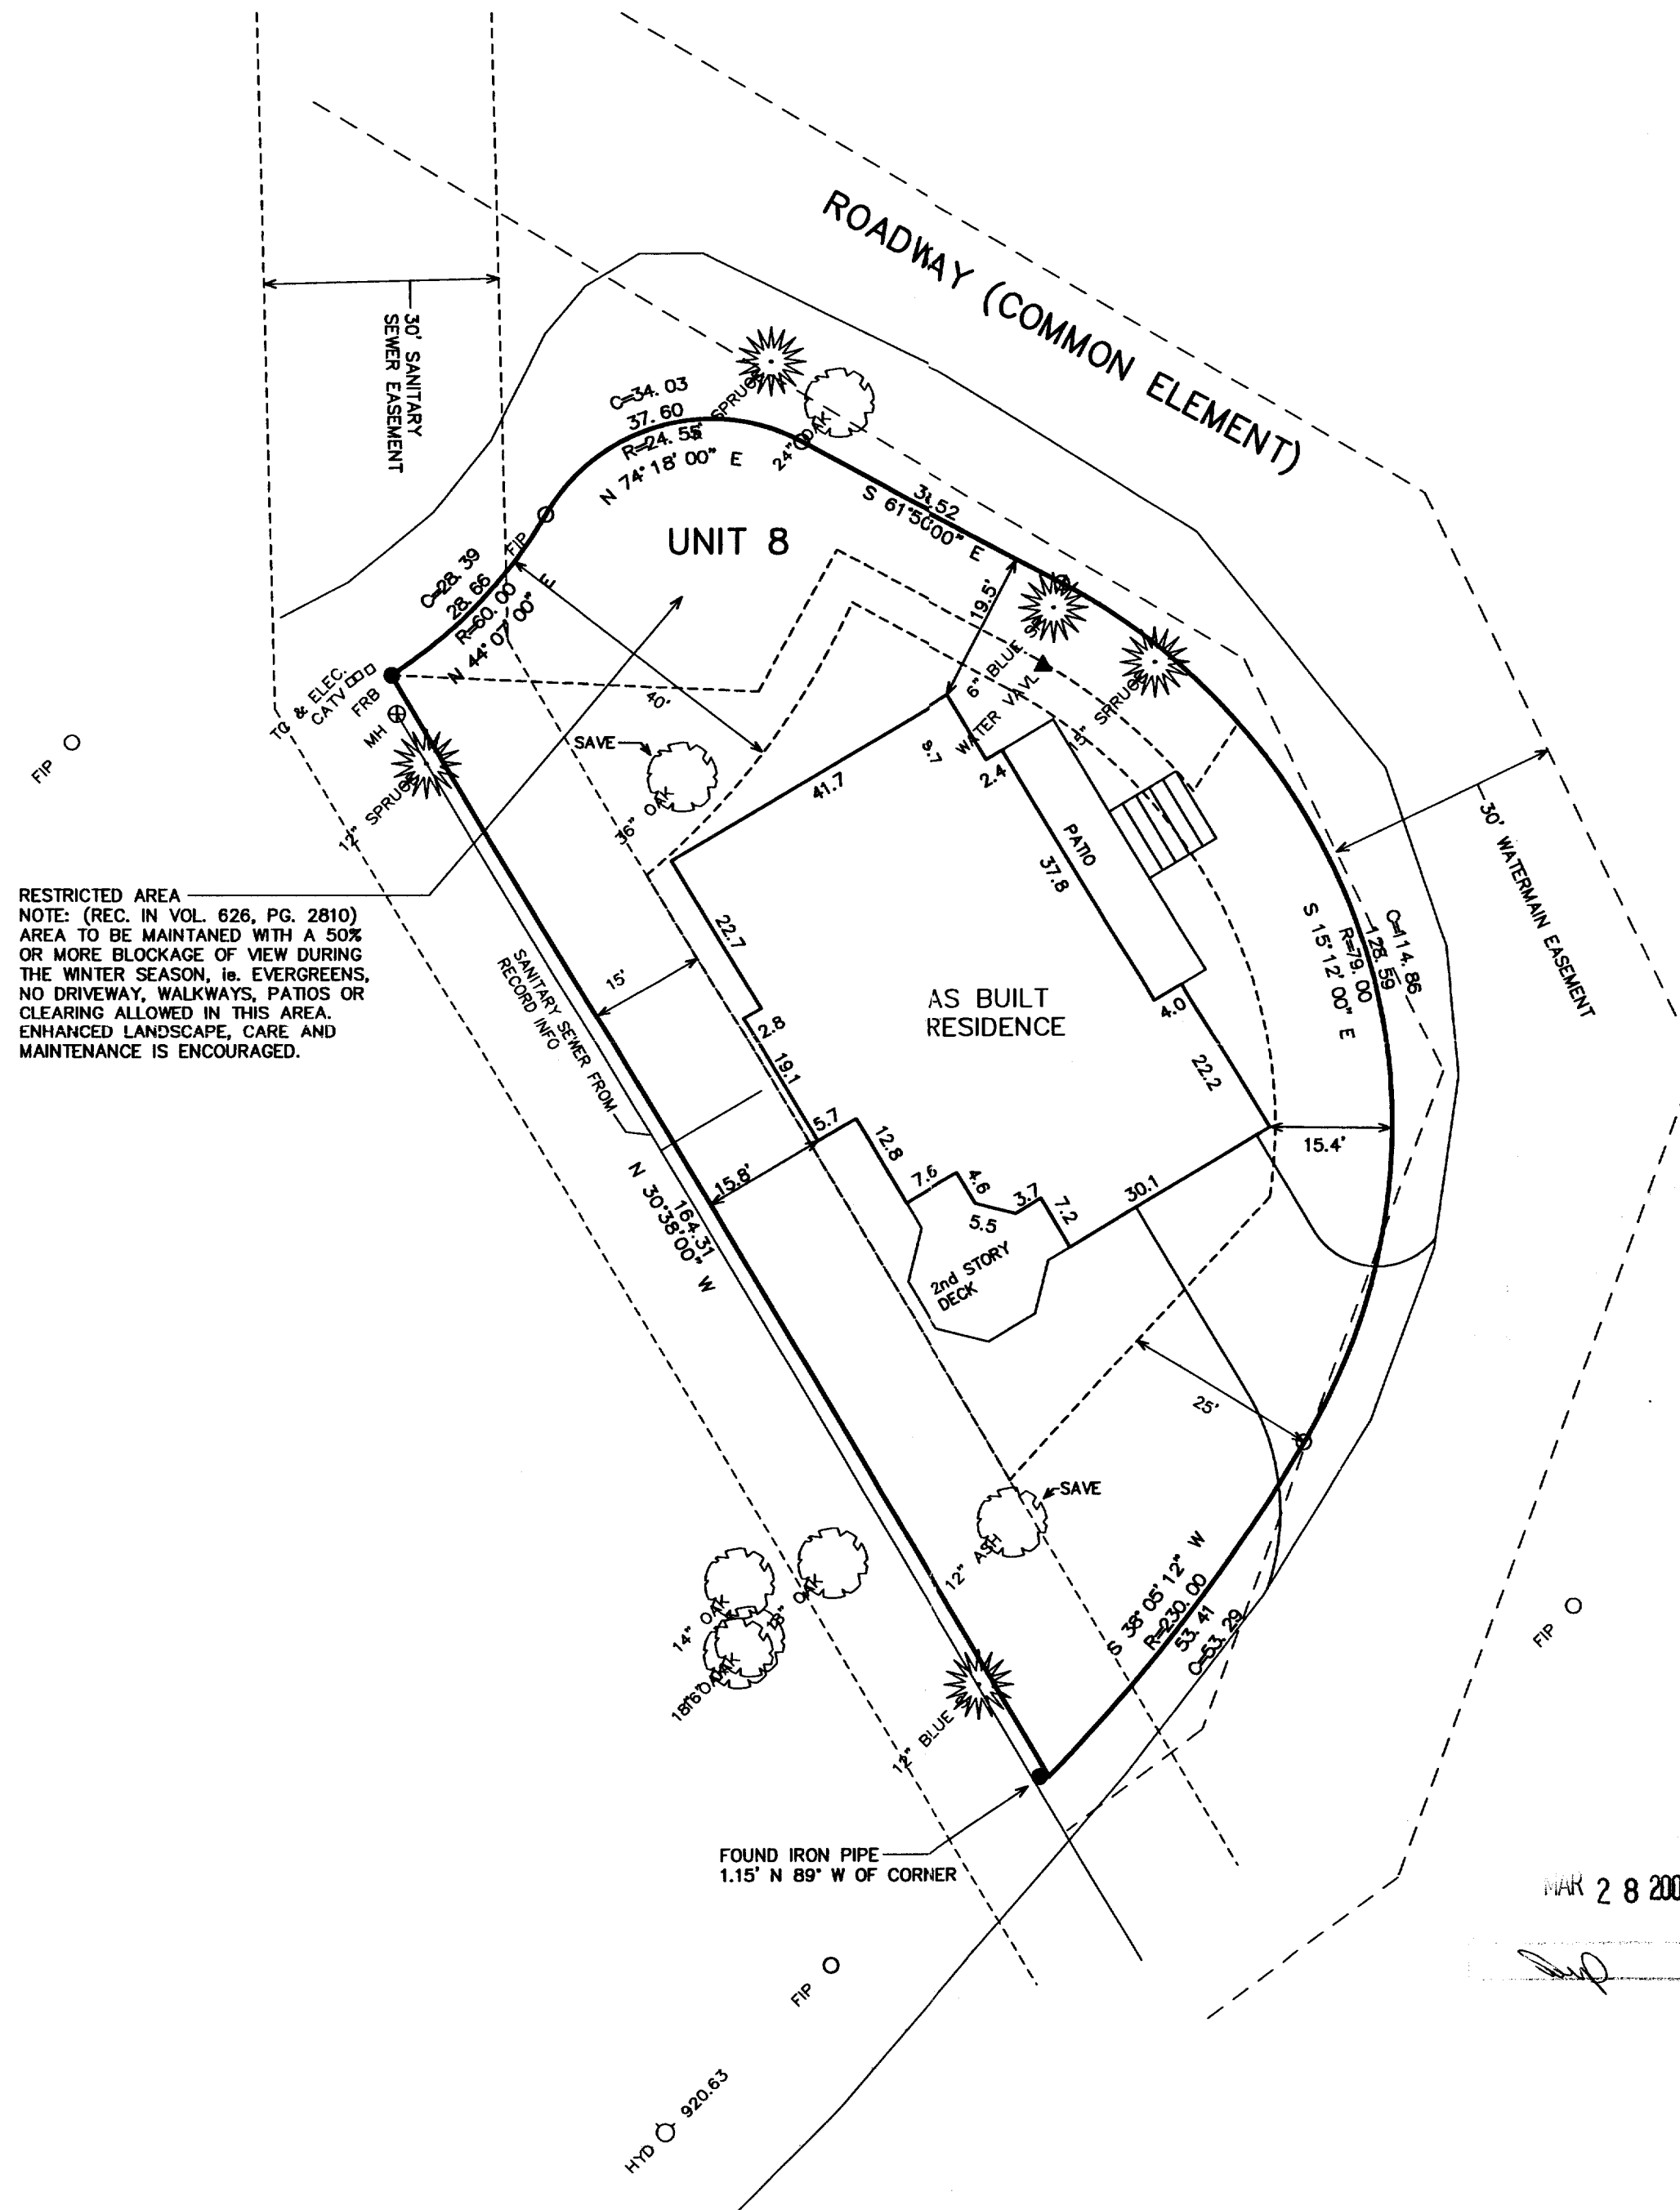 ROADWAY (COMMON ELEMENT)
30' SANITARY
SEWER EASEMENT
C=34.03
37.60
R=24.55
N 74°18'00" E
SPRUCE
24" OAK
S 61°50'00" E
UNIT 8
FIP
C=28.39
28.66
R=60.00
N 44°07'00" E
19.5'
6" BLUE
WATER VAVL
15" SPRUCE
& ELEC.
CATV
FRB
MH
40'
FIP
SAVE
12" SPRUCE
36" OAK
41.7
9.7
2.4
PATIO
37.8
30' WATERMAIN EASEMENT
RESTRICTED AREA
NOTE: (REC. IN VOL. 626, PG. 2810)
AREA TO BE MAINTANED WITH A 50%
OR MORE BLOCKAGE OF VIEW DURING
THE WINTER SEASON, ie. EVERGREENS,
NO DRIVEWAY, WALKWAYS, PATIOS OR
CLEARING ALLOWED IN THIS AREA.
ENHANCED LANDSCAPE, CARE AND
MAINTENANCE IS ENCOURAGED.
22.7
C=114.86
128.59
R=79.00
S 15°12'00" E
15'
SANITARY SEWER FROM
RECORD INFO
AS BUILT
RESIDENCE
4.0
2.8
19.1
22.2
5.7
12.8
15.4'
15.8'
7.6
4.6
3.7
7.2
30.1
5.5
164.31
N 30°38'00" W
2nd STORY
DECK
25'
SAVE
12" ASH
14" OAK
18" OAK
S 38°05'12" W
R=230.00
53.41
C=53.29
FIP
12" BLUE
FOUND IRON PIPE
1.15' N 89° W OF CORNER
MAR 28 200
FIP
HYD 920.63